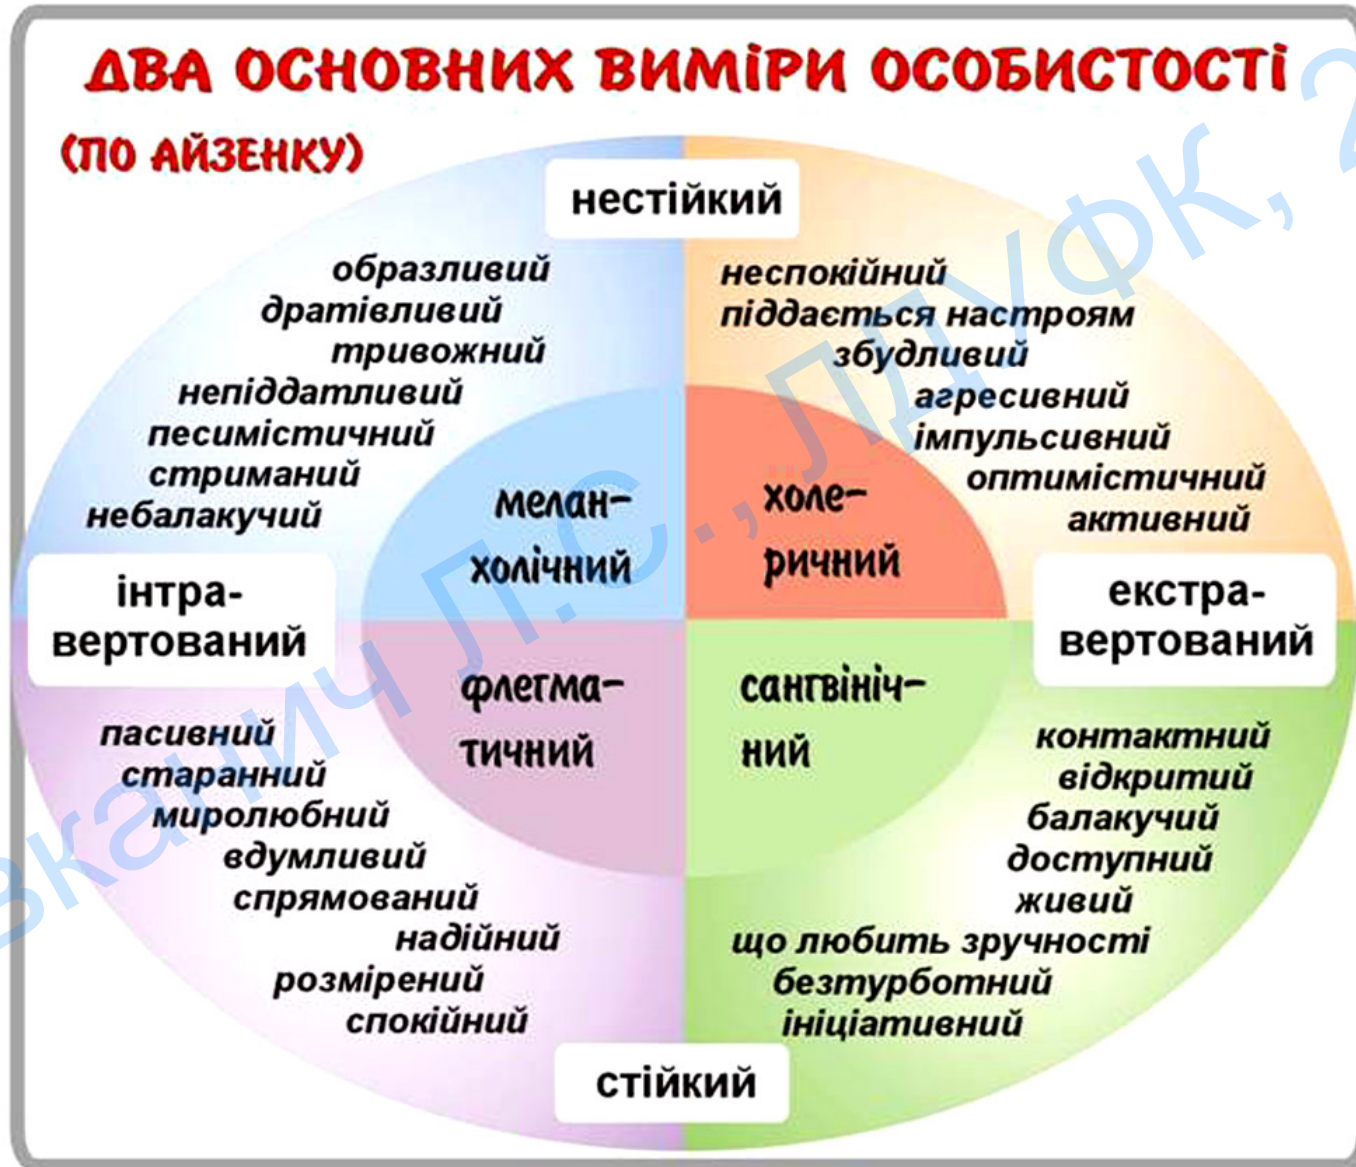 ДВА ОСНОВНИХ ВИМІРИ ОСОБИСТОСТІ
(ПО АЙЗЕНКУ)
нестійкий
образливий
дратівливий
тривожний
непіддатливий
песимістичний
стриманий
небалакучий
неспокійний
піддається настроям
збудливий
агресивний
імпульсивний
оптимістичний
активний
мелан-
холічний
холе-
ричний
інтра-
вертований
екстра-
вертований
флегма-
тичний
сангвініч-
ний
пасивний
старанний
миролюбний
вдумливий
спрямований
надійний
розмірений
спокійний
контактний
відкритий
балакучий
доступний
живий
що любить зручності
безтурботний
ініціативний
стійкий
Л.С., ЛДУФК,